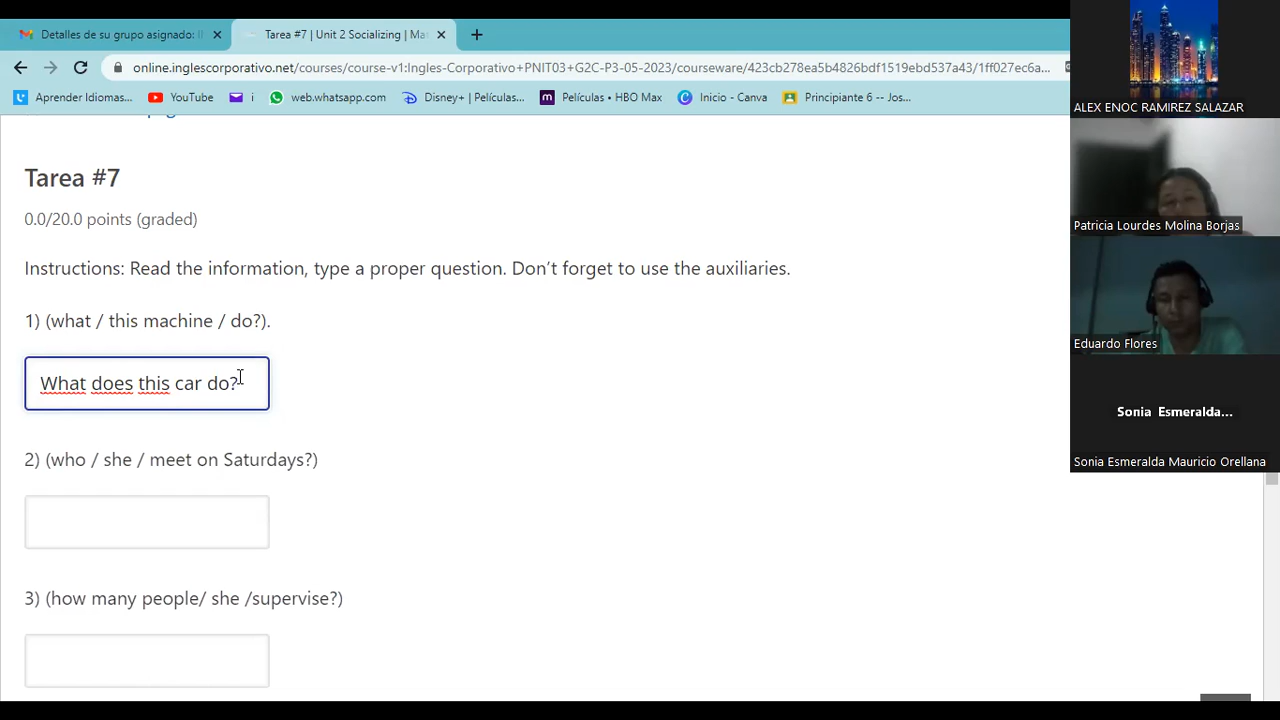 Detalles de su grupo asignado: I
Tarea #7 | Unit 2 Socializing | Ma
online.inglescorporativo.net/courses/course-v1:Ingles-Corporativo+PNIT03+G2C-P3-05-2023/courseware/423cb278ea5b4826bdf1519ebd537a43/1ff027ec6a...
Aprender Idiomas...
YouTube
i
web.whatsapp.com
Disney+ | Películas...
Películas • HBO Max
Inicio - Canva
Principiante 6 -- Jos...
Tarea #7
0.0/20.0 points (graded)
Instructions: Read the information, type a proper question. Don’t forget to use the auxiliaries.
1) (what / this machine / do?).
What does this car do?
2) (who / she / meet on Saturdays?)
3) (how many people/ she /supervise?)
ALEX ENOC RAMIREZ SALAZAR
Patricia Lourdes Molina Borjas
Eduardo Flores
Sonia Esmeralda...
Sonia Esmeralda Mauricio Orellana